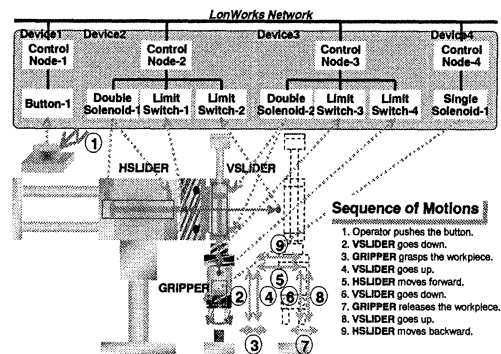 LonWorks Network
Device1 Device2 Device3 Device4
Control Node-1
Control Node-2
Control Node-3
Control Node-4
Button-1
Double Solenoid-1
Limit Switch-1
Limit Switch-2
Double Solenoid-2
Limit Switch-3
Limit Switch-4
Single Solenoid-1
1
HSLIDER
VSLIDER
GRIPPER
9
5
2 4 6 8
3 7
Sequence of Motions
1. Operator pushes the button.
2. VSLIDER goes down.
3. GRIPPER grasps the workpiece.
4. VSLIDER goes up.
5. HSLIDER moves forward.
6. VSLIDER goes down.
7. GRIPPER releases the workpiece.
8. VSLIDER goes up.
9. HSLIDER moves backward.